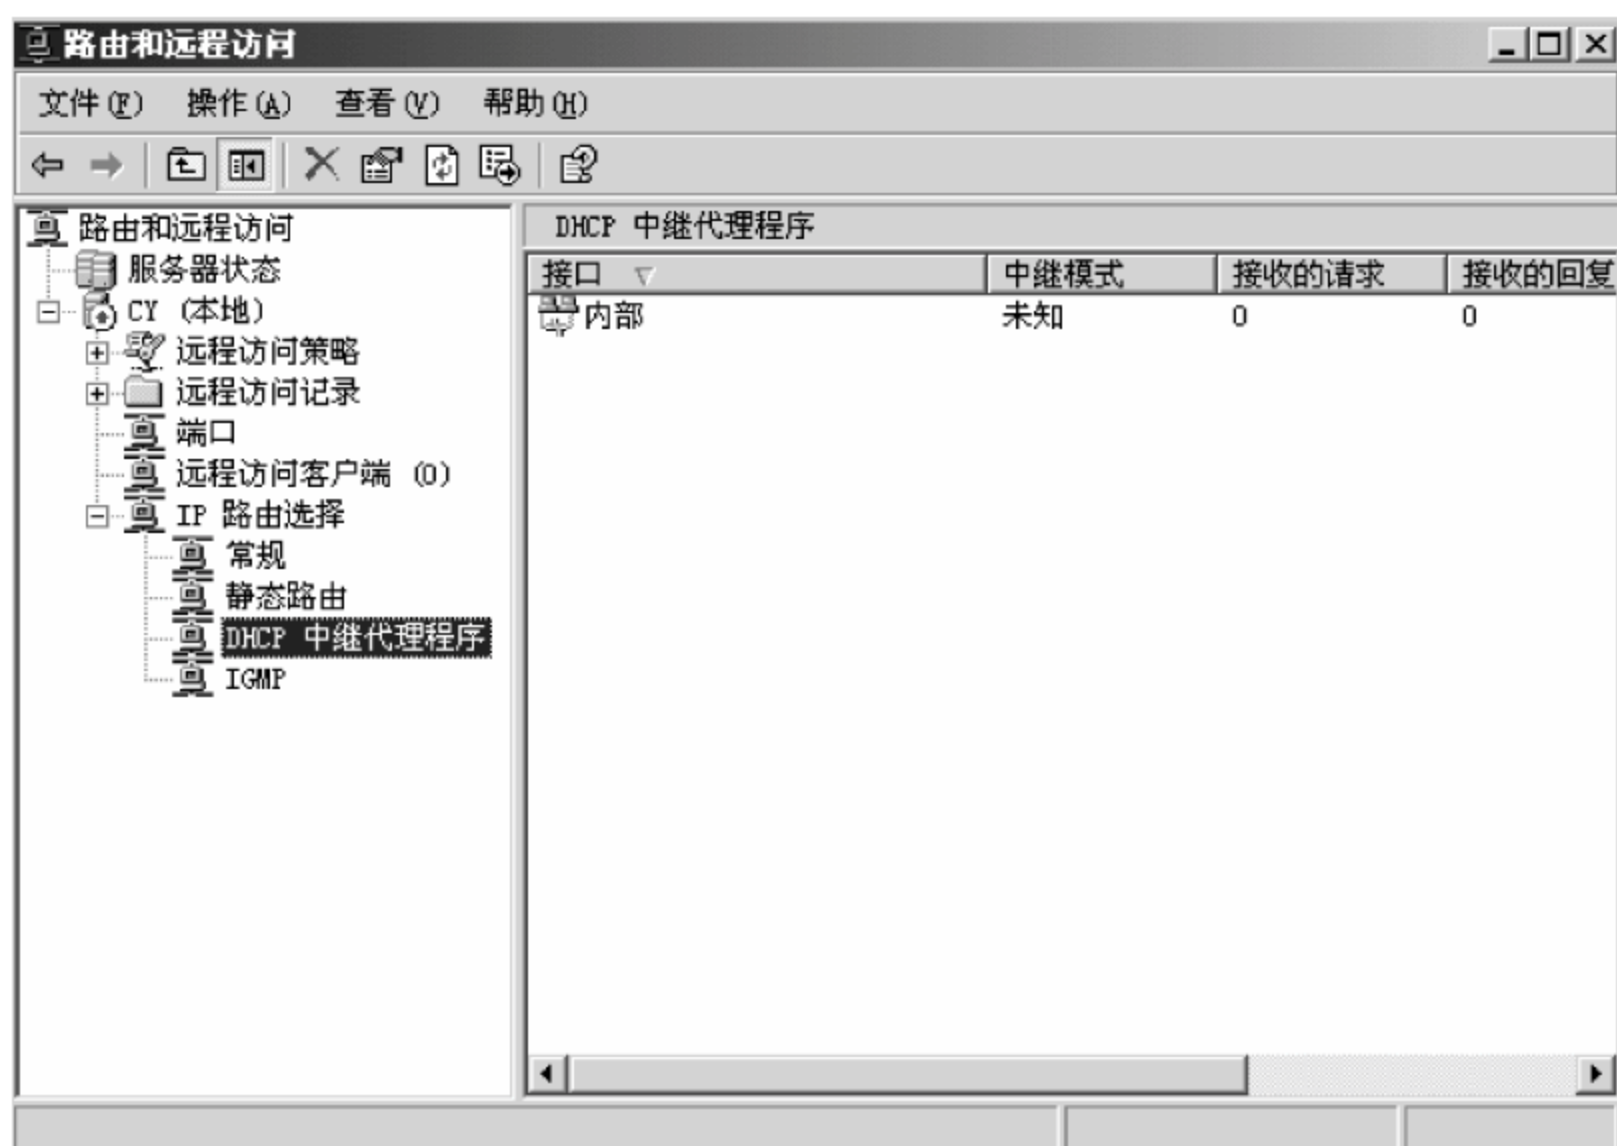 路由和远程访问
文件(F) 操作(A) 查看(V) 帮助(H)
路由和远程访问
服务器状态
CY (本地)
远程访问策略
远程访问记录
端口
远程访问客户端 (0)
IP 路由选择
常规
静态路由
DHCP 中继代理程序
IGMP
DHCP 中继代理程序
接口 中继模式 接收的请求 接收的回复
内部 未知 0 0